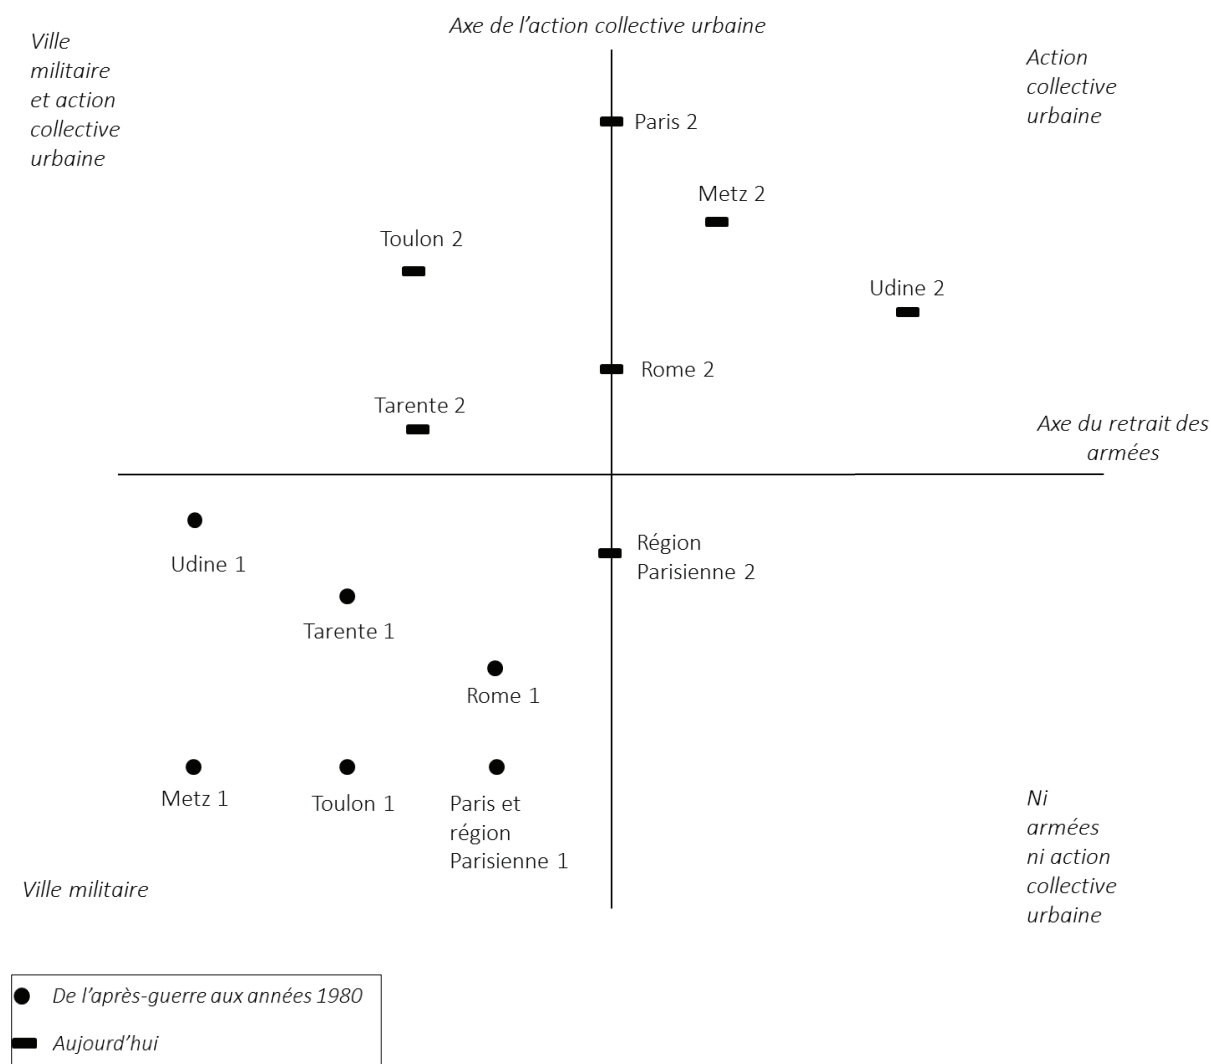 Axe de l'action collective urbaine
Ville
militaire
et action
collective
urbaine
Action
collective
urbaine
Paris 2
Metz 2
Toulon 2
Udine 2
Rome 2
Tarente 2
Axe du retrait des
armées
Udine 1
Région
Parisienne 2
Tarente 1
Rome 1
Metz 1
Toulon 1
Paris et
région
Parisienne 1
Ni
armées
ni action
collective
urbaine
Ville militaire
De l'après-guerre aux années 1980
Aujourd'hui